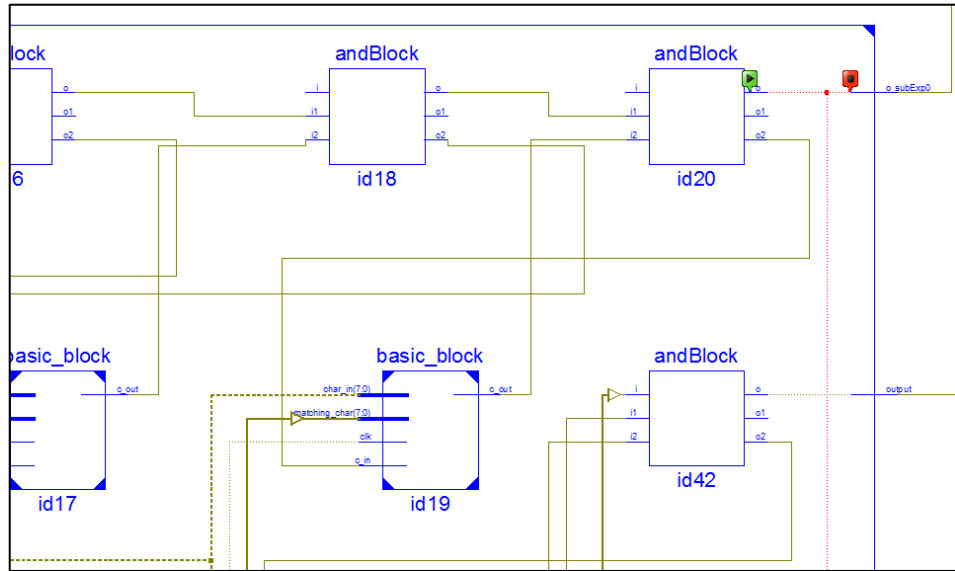 lock
andBlock
andBlock
o
o1
o2
i
i1
i2
o
o1
o2
i
i1
i2
o
o1
o2
o_subExp0
6
id18
id20
basic_block
basic_block
andBlock
c_out
char_in(7:0)
matching_char(7:0)
clk
c_in
c_out
i
i1
i2
o
o1
o2
output
id17
id19
id42